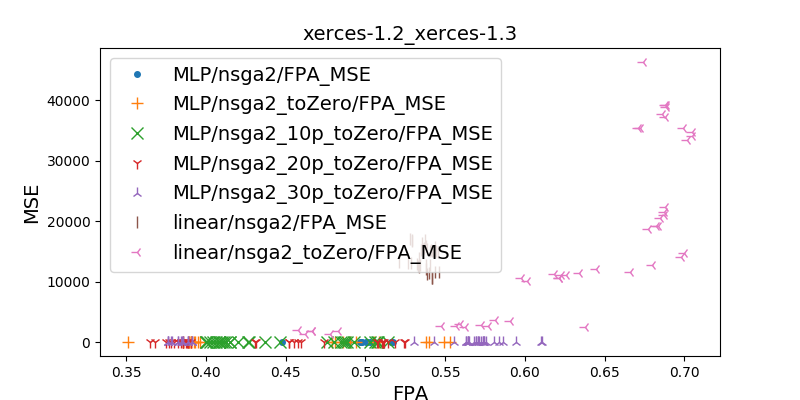 xerces-1.2_xerces-1.3
MLP/nsga2/FPA_MSE
MLP/nsga2_toZero/FPA_MSE
MLP/nsga2_10p_toZero/FPA_MSE
MLP/nsga2_20p_toZero/FPA_MSE
MLP/nsga2_30p_toZero/FPA_MSE
linear/nsga2/FPA_MSE
linear/nsga2_toZero/FPA_MSE
MSE
40000
30000
20000
10000
0
0.35 0.40 0.45 0.50 0.55 0.60 0.65 0.70
FPA